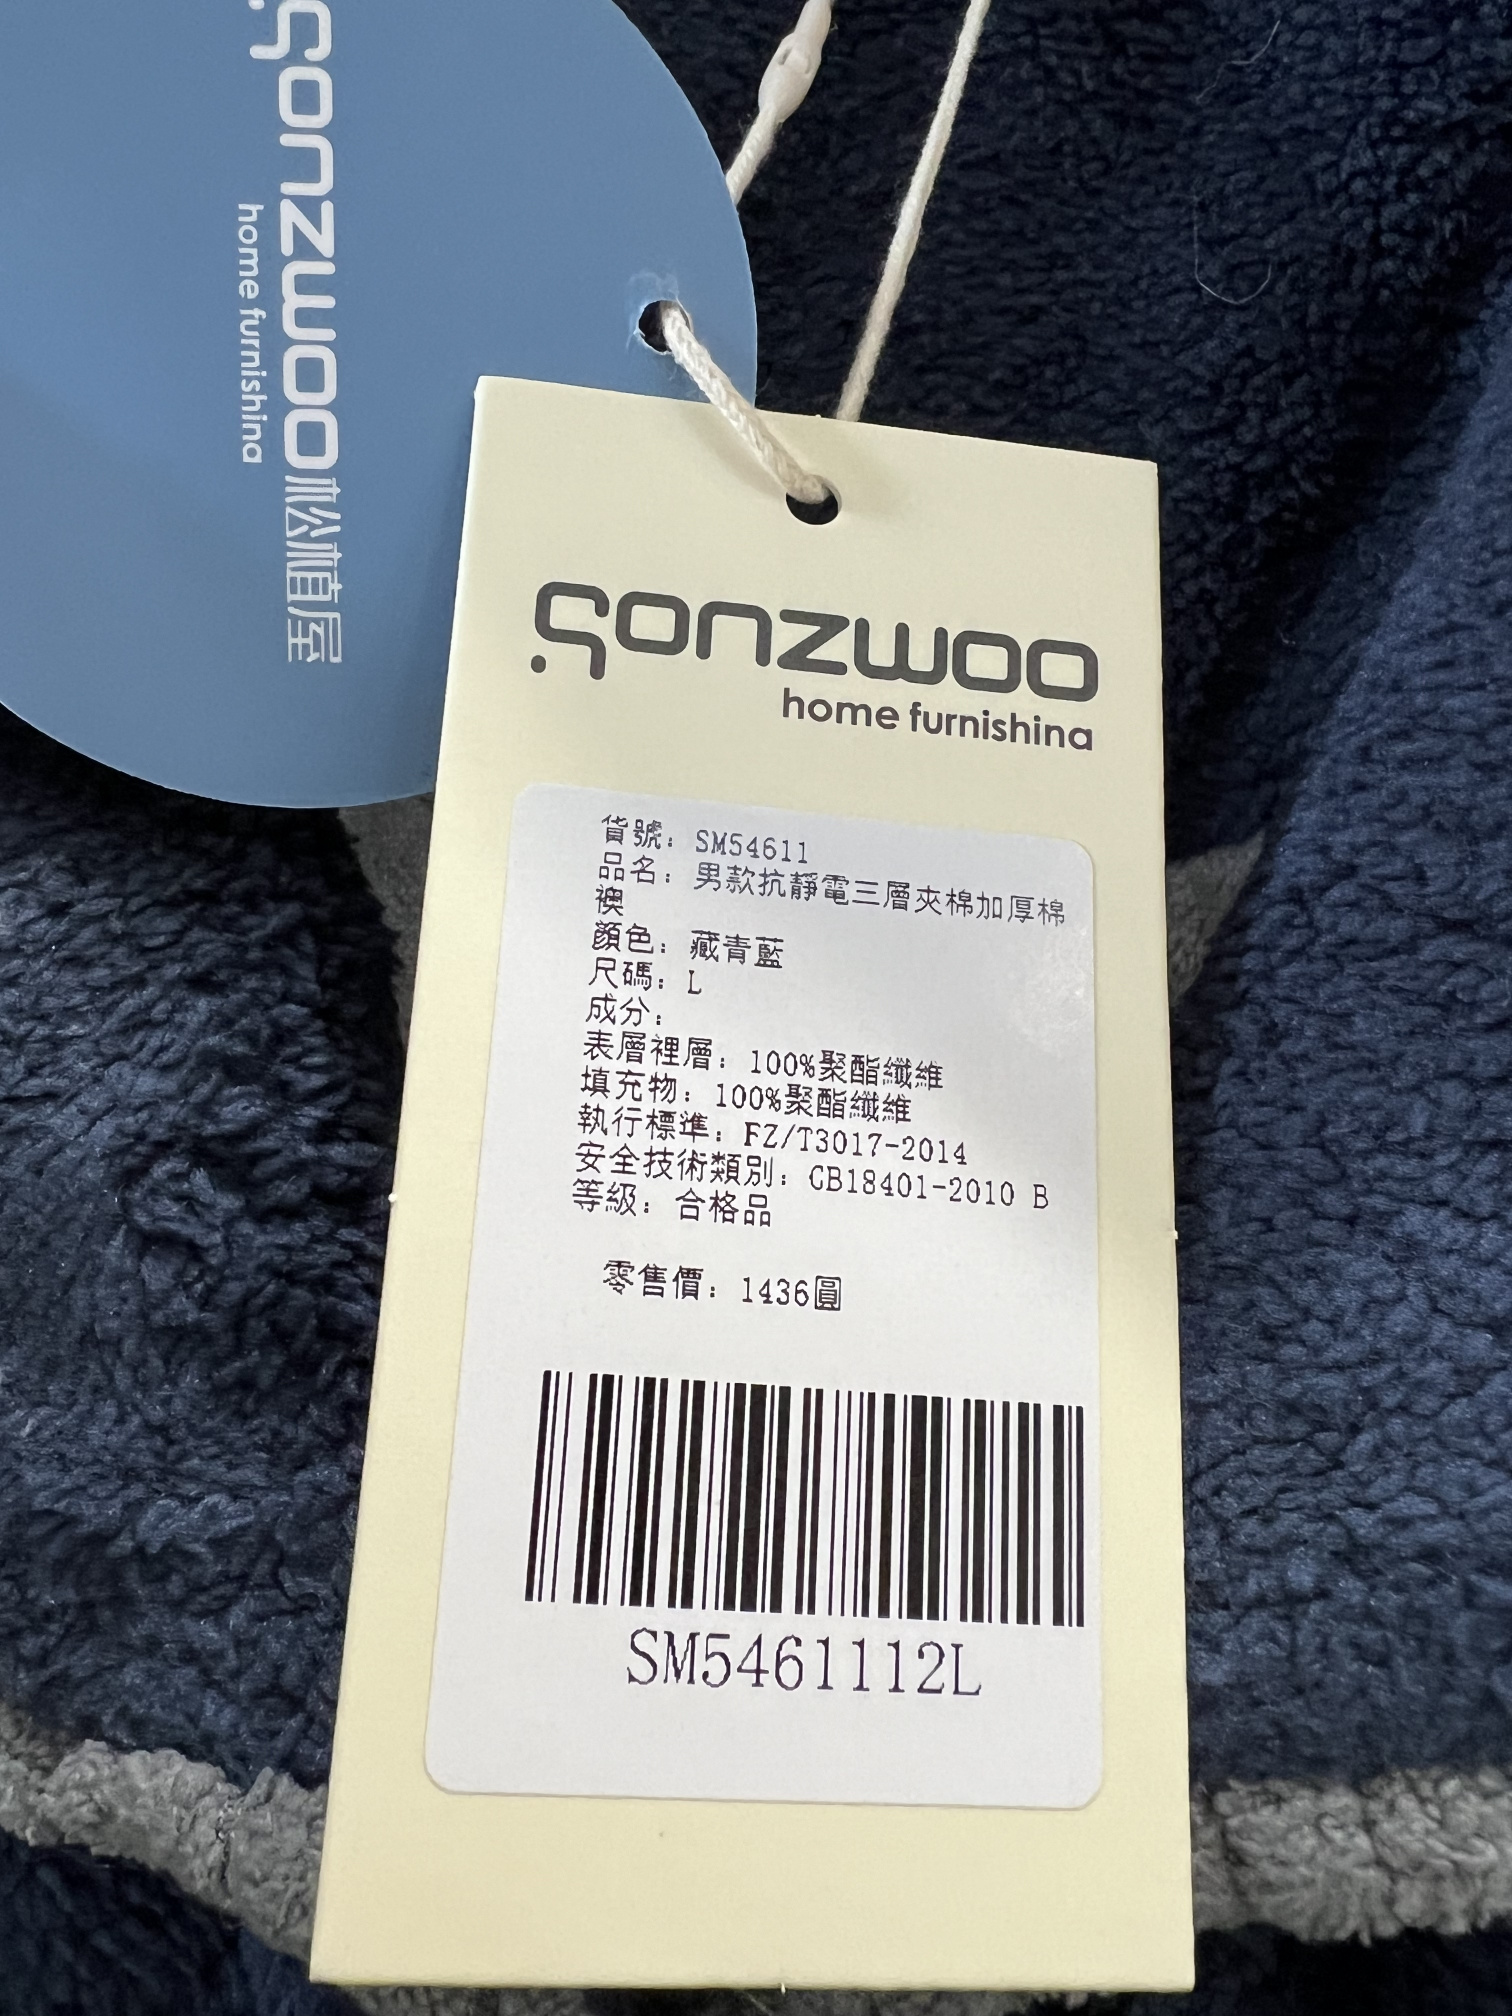 gonzwoo松植屋
home furnishina
gonzwoo
home furnishina
貨號：SM54611
品名：男款抗靜電三層夾棉加厚棉
襖
顏色：藏青藍
尺碼：L
成分：
表層裡層：100%聚酯纖維
填充物：100%聚酯纖維
執行標準：FZ/T3017-2014
安全技術類別：CB18401-2010 B
等級：合格品
零售價：1436圓
SM5461112L